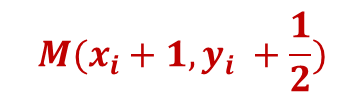 M(xᵢ + 1, yᵢ + 1/2)